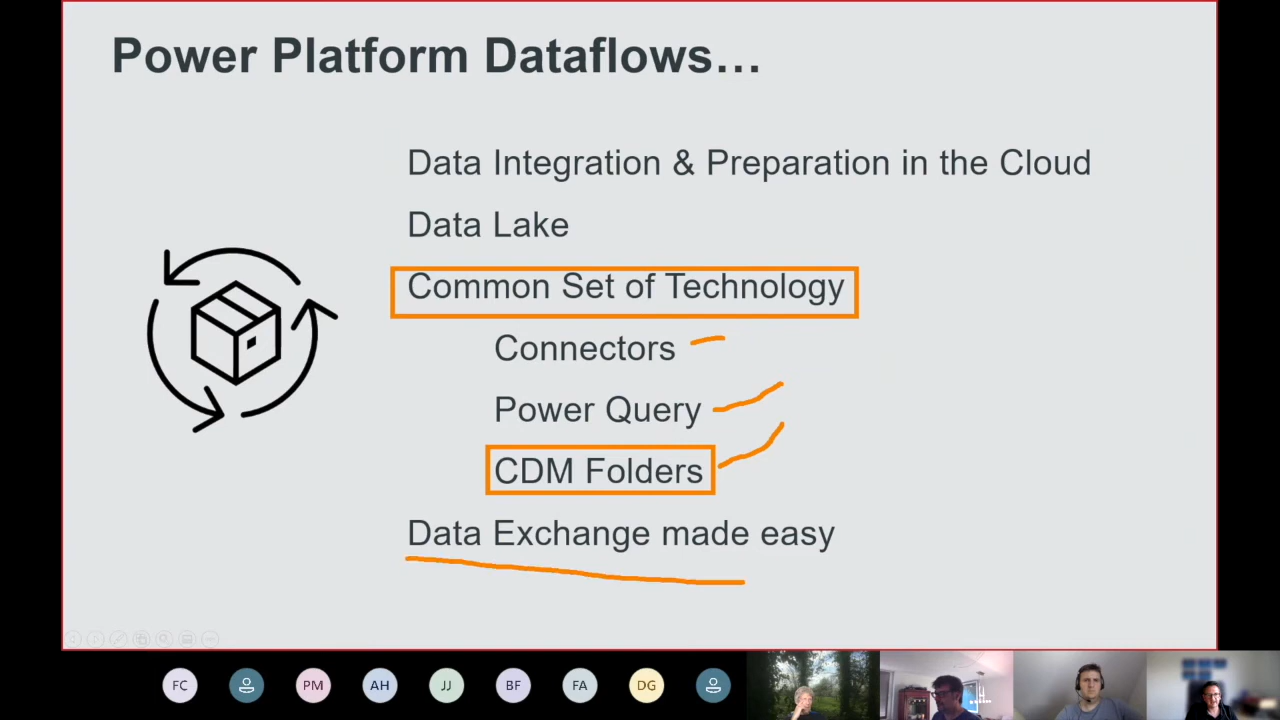 Power Platform Dataflows…
Data Integration & Preparation in the Cloud
Data Lake
Common Set of Technology
Connectors
Power Query
CDM Folders
Data Exchange made easy
FC
PM
AH
JJ
BF
FA
DG